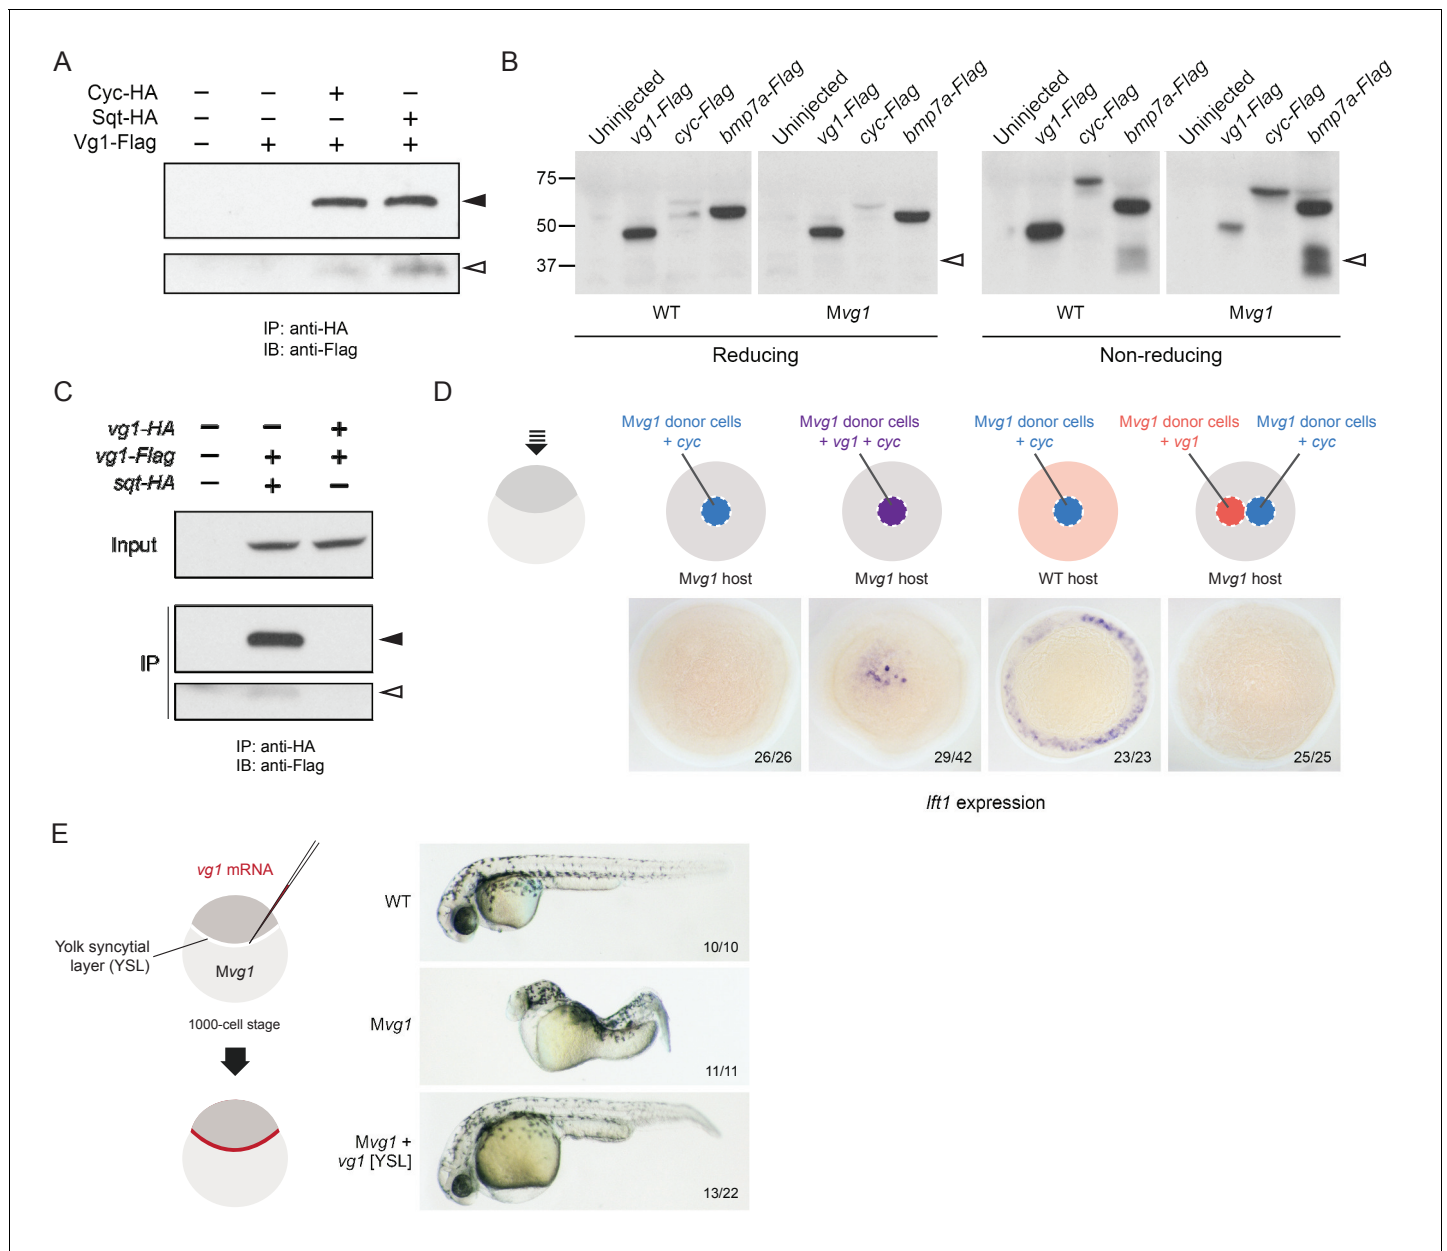 A
Cyc-HA – – + –
Sqt-HA – – – +
Vg1-Flag – + + +
IP: anti-HA
IB: anti-Flag
B
Uninjected vg1-Flag cyc-Flag bmp7a-Flag Uninjected vg1-Flag cyc-Flag bmp7a-Flag Uninjected vg1-Flag cyc-Flag bmp7a-Flag Uninjected vg1-Flag cyc-Flag bmp7a-Flag
75
50
37
WT Mvg1 WT Mvg1
Reducing Non-reducing
C
vg1-HA – – +
vg1-Flag – + +
sqt-HA – + –
Input
IP
IP: anti-HA
IB: anti-Flag
D
Mvg1 donor cells
+ cyc
Mvg1 donor cells
+ vg1 + cyc
Mvg1 donor cells
+ cyc
Mvg1 donor cells
+ vg1
Mvg1 donor cells
+ cyc
Mvg1 host Mvg1 host WT host Mvg1 host
26/26 29/42 23/23 25/25
lft1 expression
E
vg1 mRNA
Yolk syncytial
layer (YSL)
Mvg1
1000-cell stage
WT
10/10
Mvg1
11/11
Mvg1 +
vg1 [YSL]
13/22